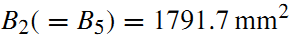 B₂( = B₅) = 1791.7 mm²